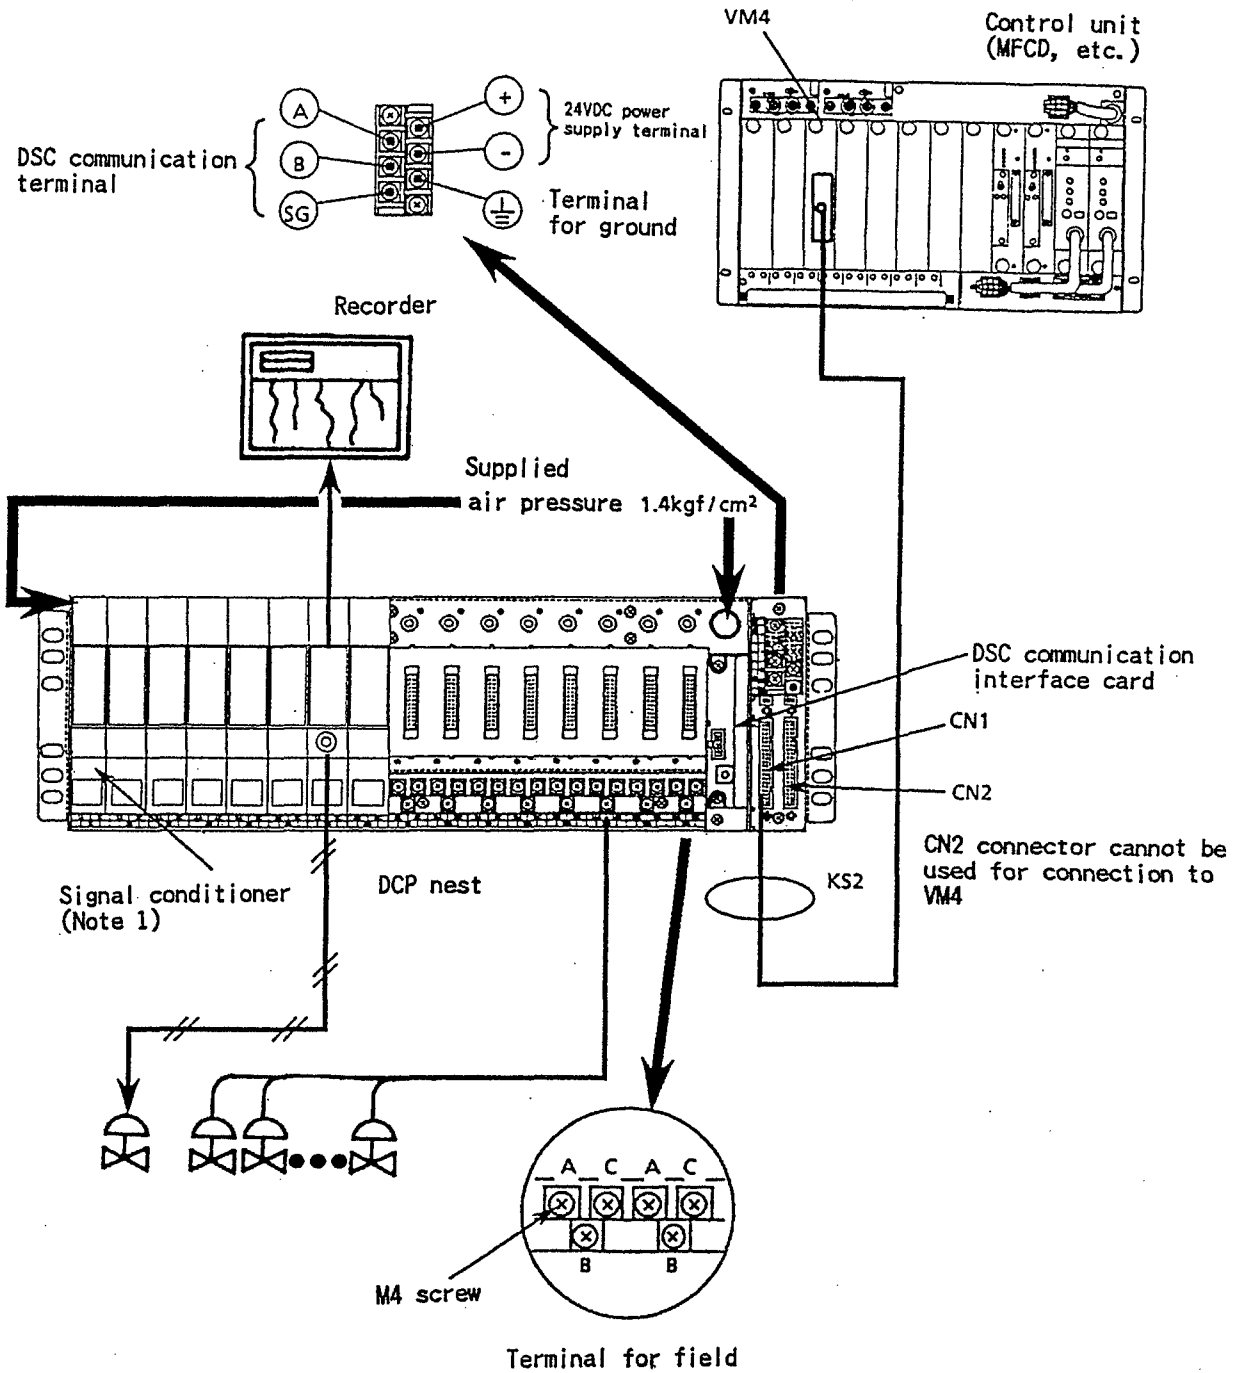 VM4
Control unit
(MFCD, etc.)
A
B
SG
+
-
24VDC power
supply terminal
DSC communication
terminal
Terminal
for ground
Recorder
Supplied
air pressure 1.4kgf/cm²
DSC communication
interface card
CN1
CN2
CN2 connector cannot be
used for connection to
VM4
KS2
DCP nest
Signal conditioner
(Note 1)
A C A C
B B
M4 screw
Terminal for field